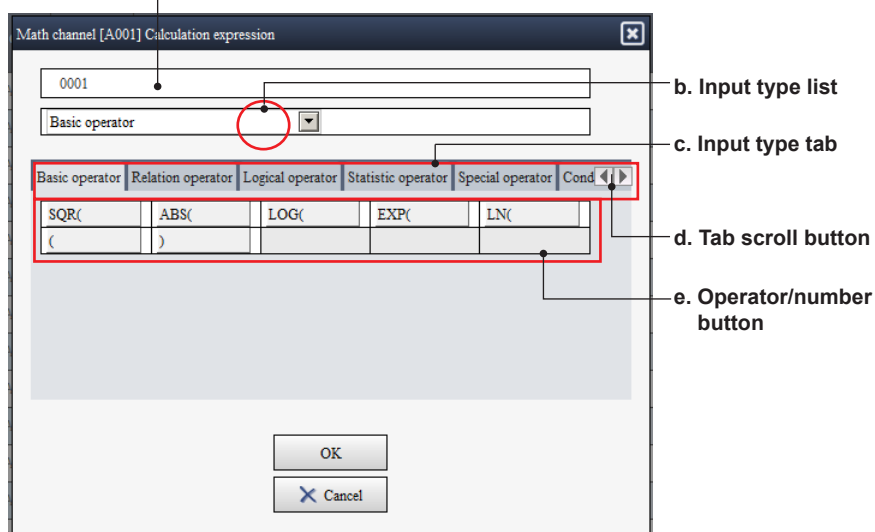 Math channel [A001] Calculation expression
0001
b. Input type list
Basic operator
c. Input type tab
Basic operator Relation operator Logical operator Statistic operator Special operator Cond
SQR( ABS( LOG( EXP( LN(
( )
d. Tab scroll button
e. Operator/number
button
OK
Cancel